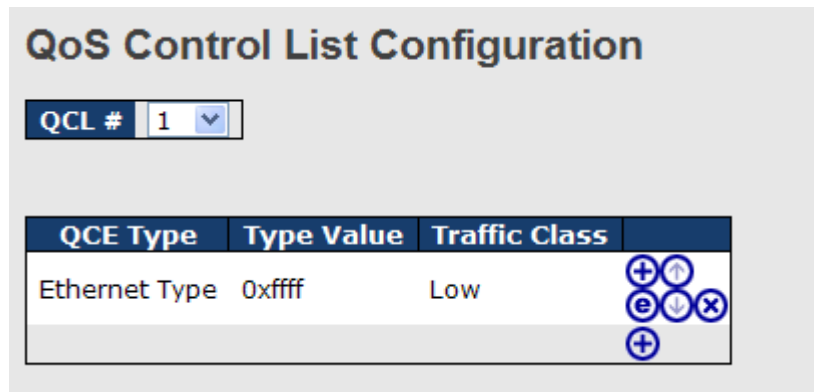 QoS Control List Configuration
QCL # 1
QCE Type Type Value Traffic Class
Ethernet Type 0xffff Low
e